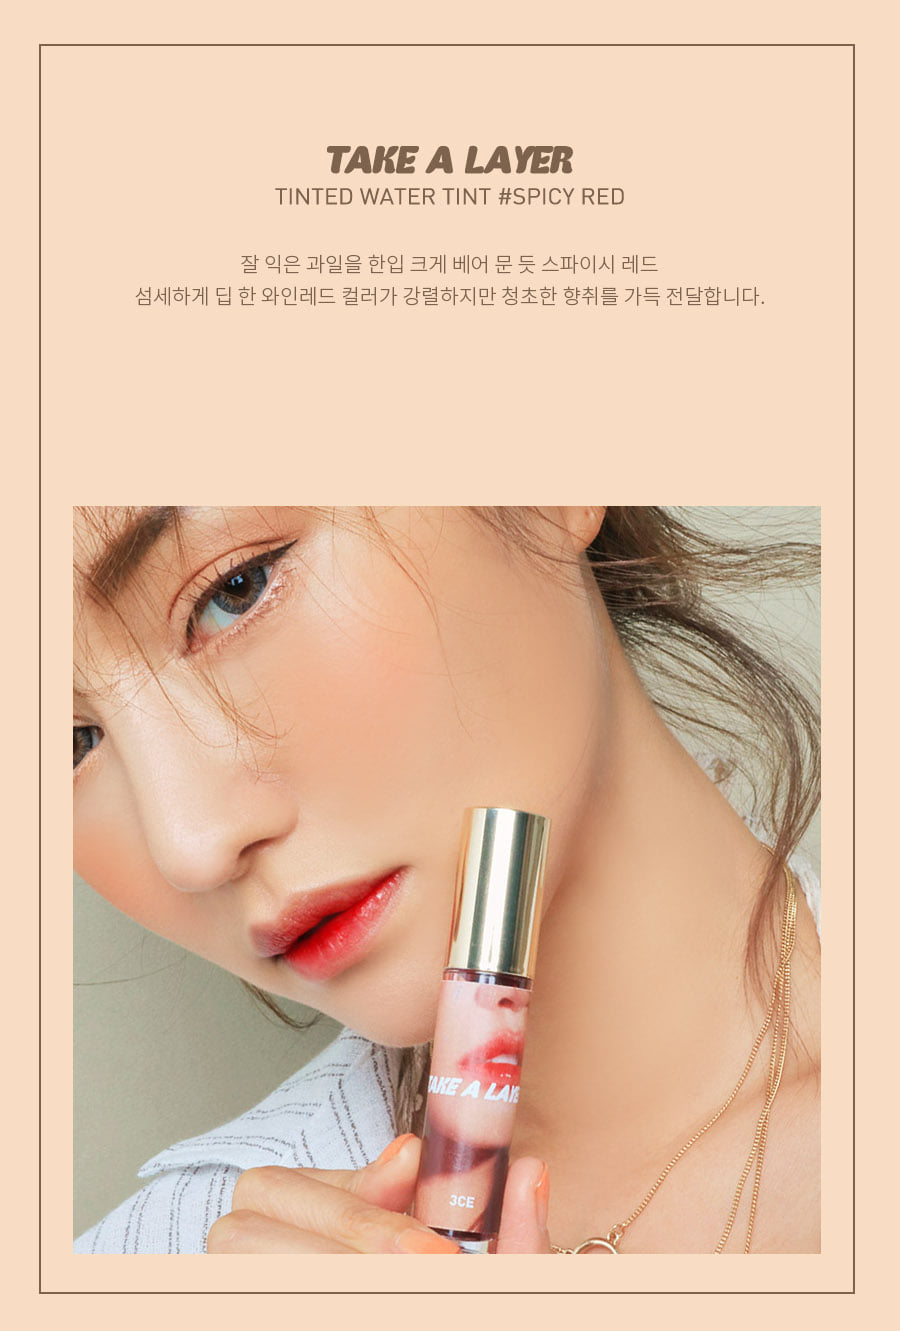 TAKE A LAYER
TINTED WATER TINT #SPICY RED
잘 익은 과일을 한입 크게 베어 문 듯 스파이시 레드
섬세하게 딥 한 와인레드 컬러가 강렬하지만 청초한 향취를 가득 전달합니다.
TAKE A LAYE
3CE